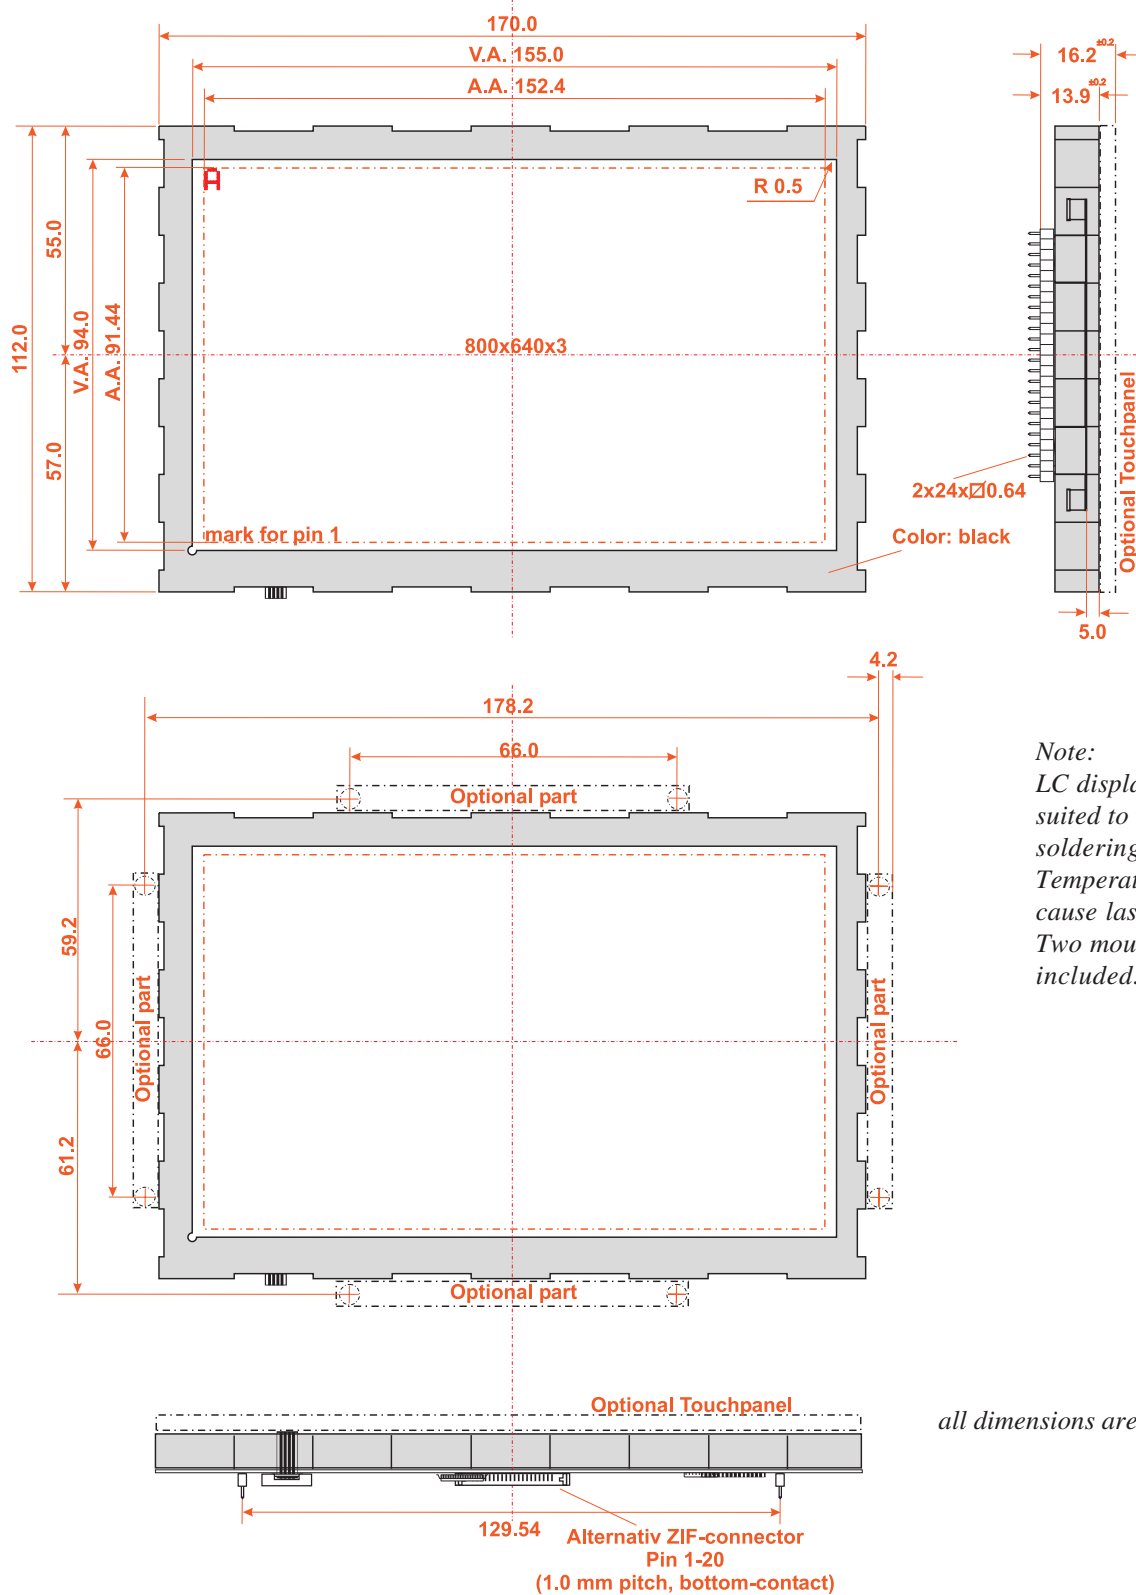 170.0
V.A. 155.0
A.A. 152.4
16.2 ±0.2
13.9 ±0.2
R 0.5
55.0
112.0
V.A. 94.0
A.A. 91.44
57.0
800x640x3
mark for pin 1
2x24x☐0.64
Color: black
Optional Touchpanel
5.0
4.2
178.2
66.0
Optional part
59.2
66.0
61.2
Optional part
Optional part
Optional part
Note:
LC displa
suited to
soldering
Temperat
cause las
Two mou
included.
Optional Touchpanel
all dimensions are
129.54
Alternativ ZIF-connector
Pin 1-20
(1.0 mm pitch, bottom-contact)